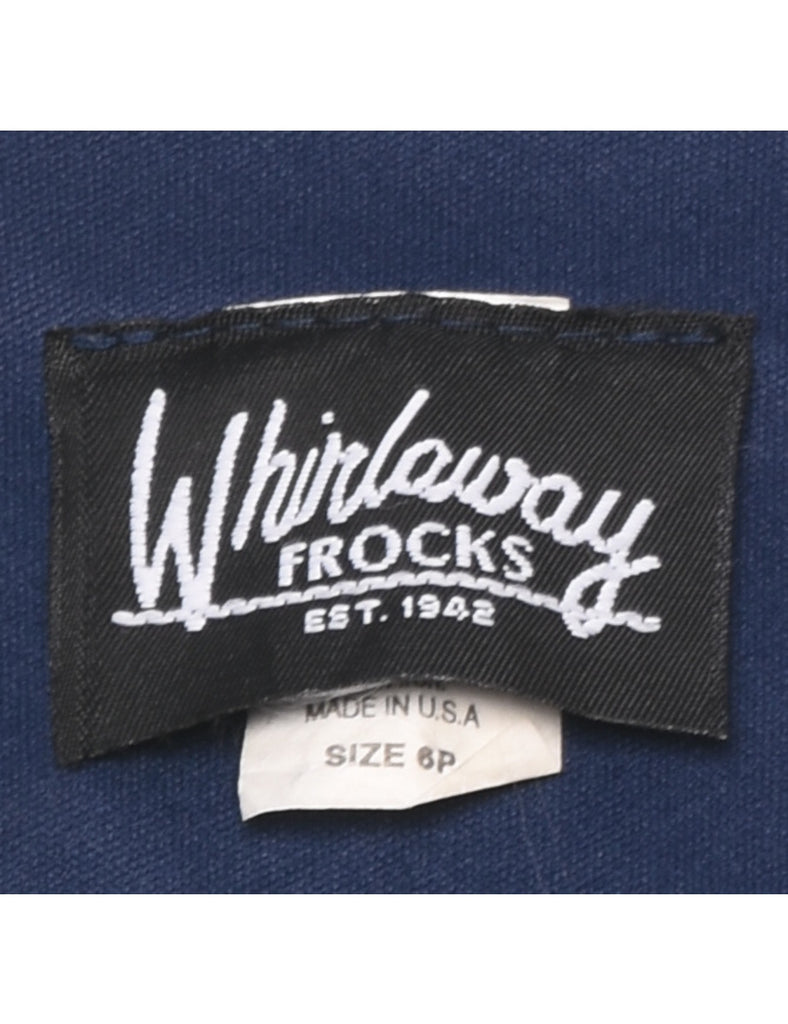 Whirlaway
FROCKS
EST. 1942
MADE IN U.S.A
SIZE 6P